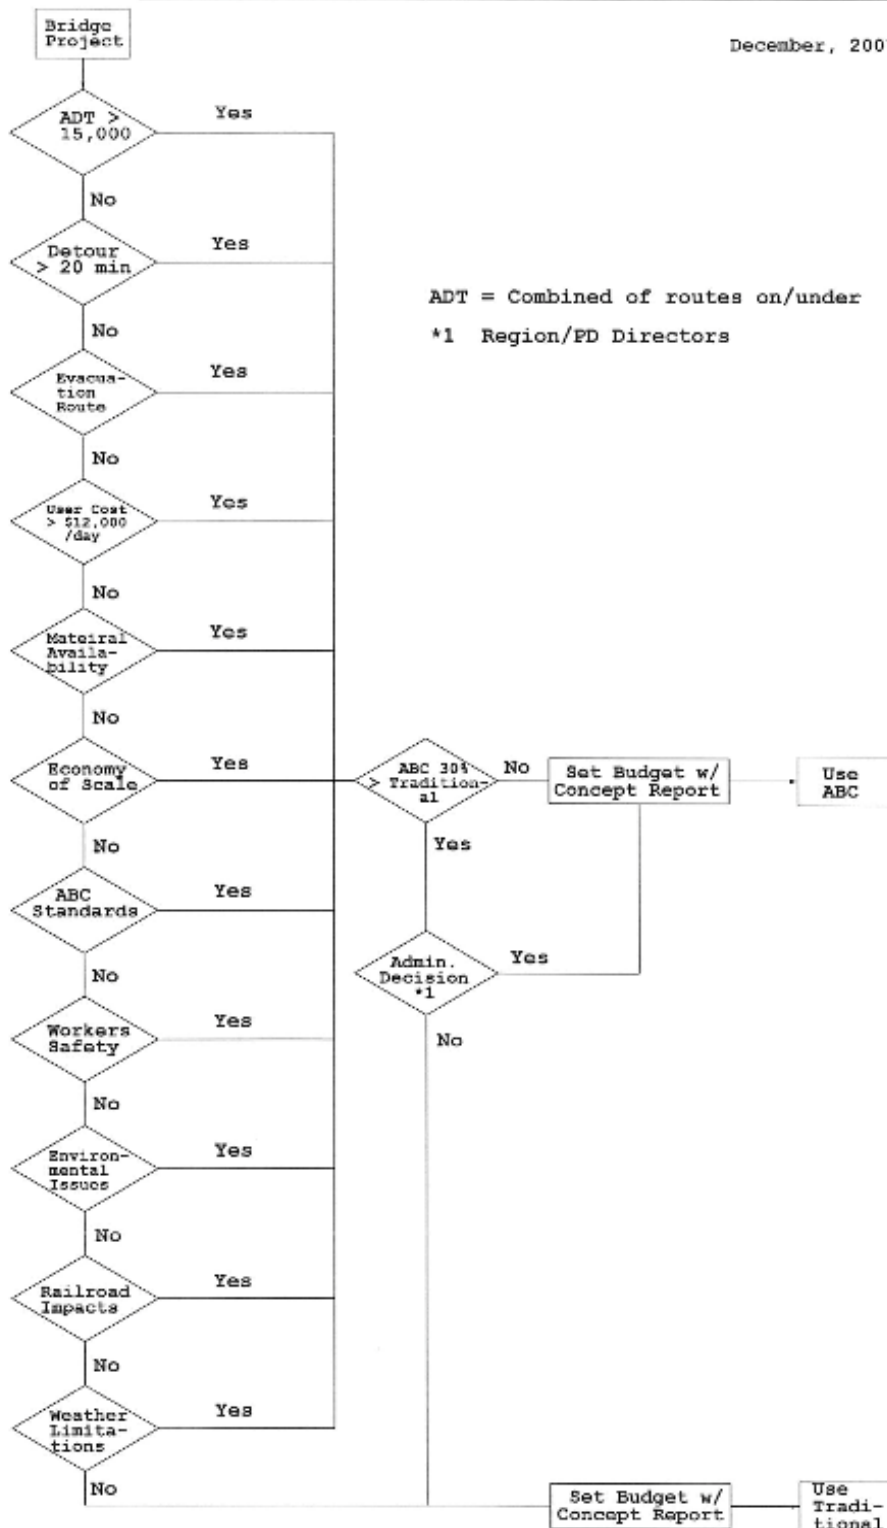 Bridge
Project
December, 200
ADT >
15,000
Yes
No
Detour
> 20 min
Yes
ADT = Combined of routes on/under
*1 Region/PD Directors
No
Evacua-
tion
Route
Yes
No
User Cost
> $12,000
/day
Yes
No
Mateiral
Availa-
bility
Yes
No
Economy
of Scale
Yes
ABC 30%
> Tradition-
al
No
Set Budget w/
Concept Report
Use
ABC
No
Yes
ABC
Standards
Yes
Admin.
Decision
*1
Yes
No
Workers
Safety
Yes
No
No
Environ-
mental
Issues
Yes
No
Railroad
Impacts
Yes
No
Weather
Limita-
tions
Yes
No
Set Budget w/
Concept Report
Use
Tradi-
tional